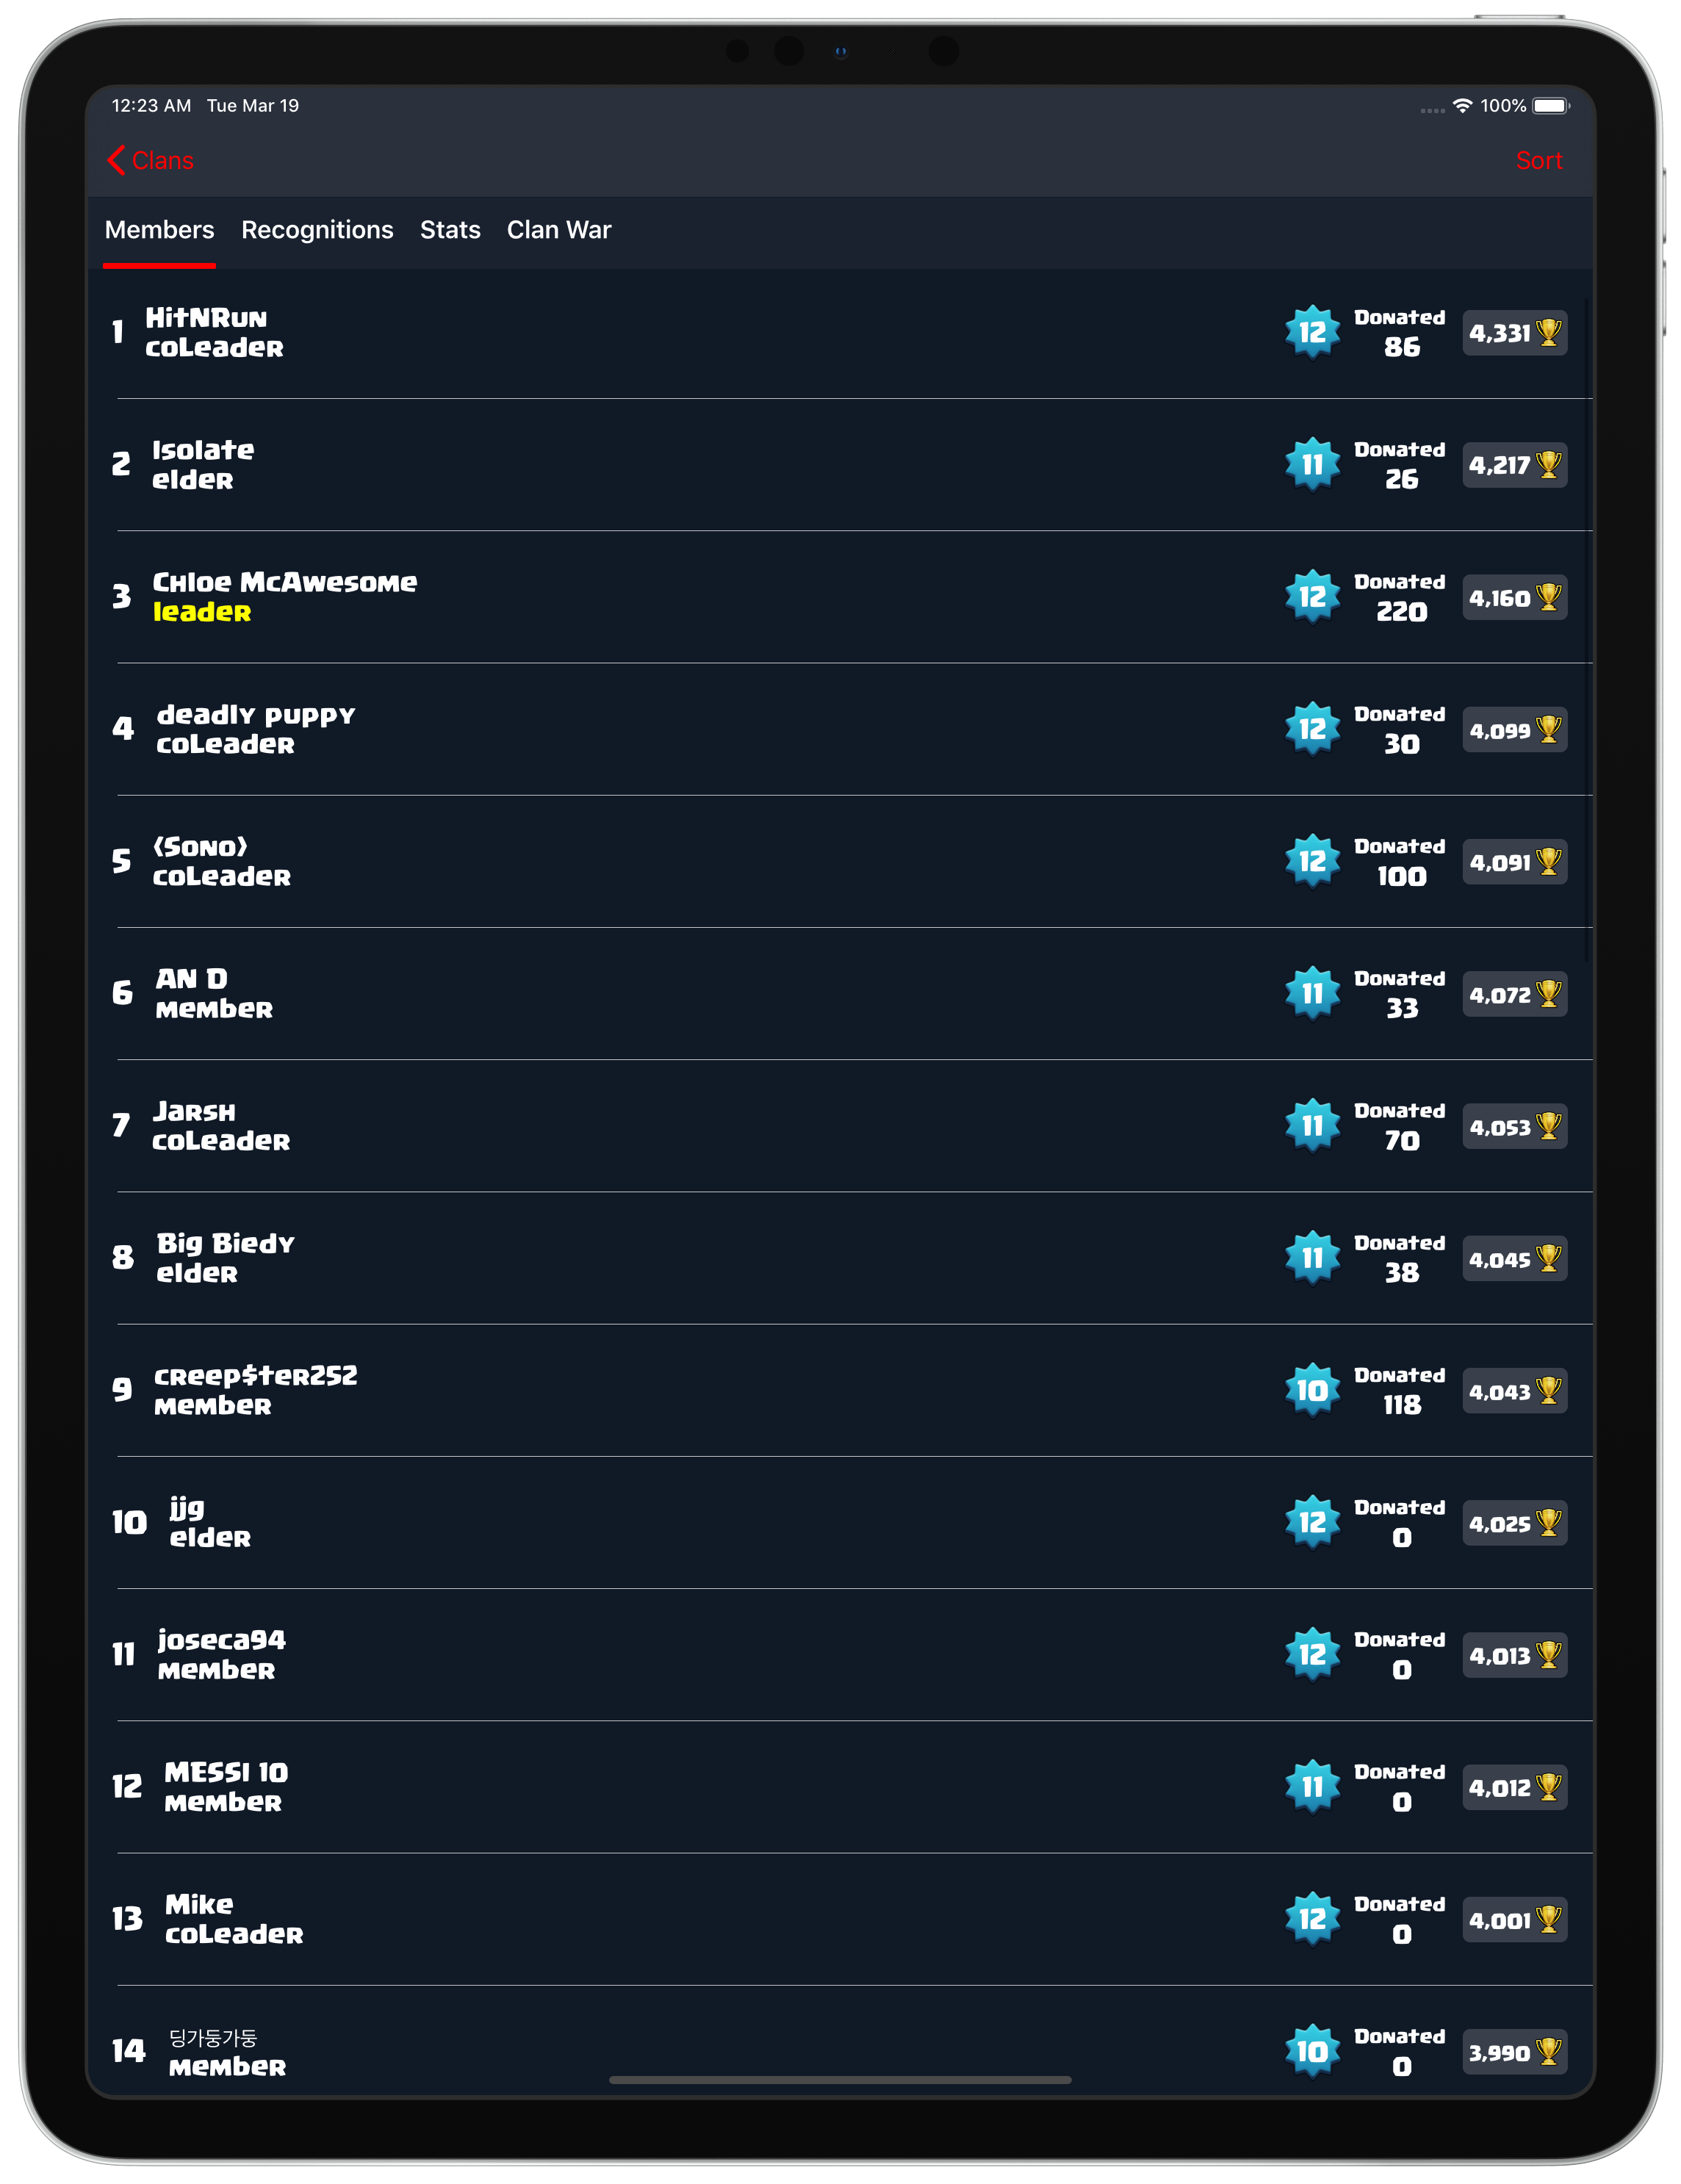 12:23 AM Tue Mar 19 100%
Clans Sort
Members Recognitions Stats Clan War
1 HitNRun 12 Donated 4,331
coLeader 86
2 Isolate 11 Donated 4,217
elder 26
3 Chloe McAwesome 12 Donated 4,160
leader 220
4 deadly puppy 12 Donated 4,099
coLeader 30
5 《Sono》 12 Donated 4,091
coLeader 100
6 AN D 11 Donated 4,072
member 33
7 Jarsh 11 Donated 4,053
coLeader 70
8 Big Biedy 11 Donated 4,045
elder 38
9 creep$ter252 10 Donated 4,043
member 118
10 jjg 12 Donated 4,025
elder 0
11 joseca94 12 Donated 4,013
member 0
12 MESSI 10 11 Donated 4,012
member 0
13 Mike 12 Donated 4,001
coLeader 0
14 딩가둥가둥 10 Donated 3,990
member 0